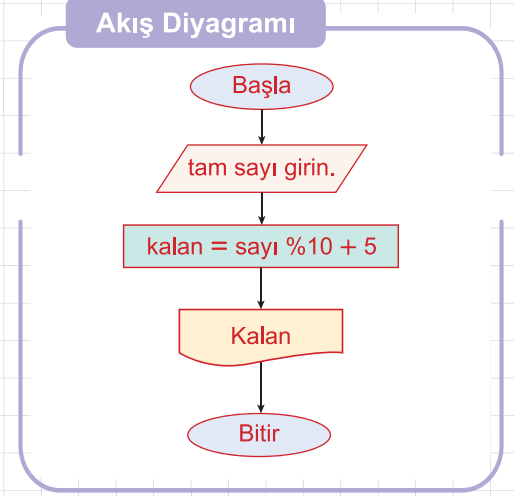 Akış Diyagramı
Başla
tam sayı girin.
kalan = sayı %10 + 5
Kalan
Bitir